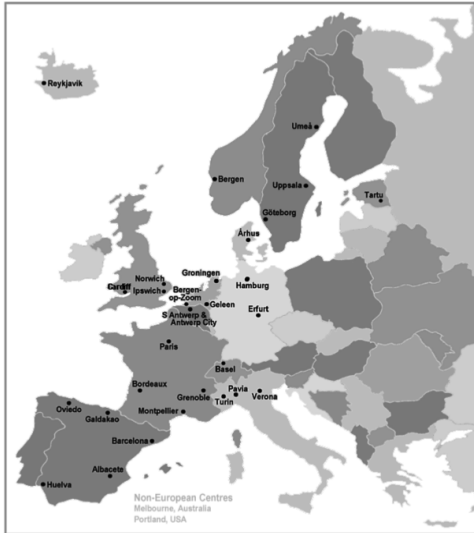 Reykjavik
Umeå
Bergen
Uppsala
Tartu
Göteborg
Århus
Norwich
Groningen
Hamburg
Cardiff
Ipswich
Bergen-
op-Zoom
Geleen
S Antwerp &
Antwerp City
Erfurt
Paris
Basel
Bordeaux
Grenoble
Pavia
Turin
Verona
Oviedo
Galdakao
Montpellier
Barcelona
Albacete
Huelva
Non-European Centres
Melbourne, Australia
Portland, USA